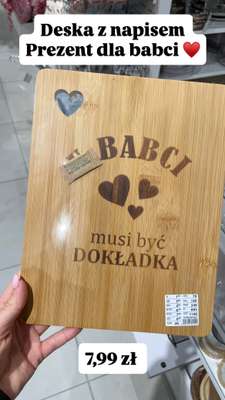 Deska z napisem
Prezent dla babci ❤️
BABCI
musi być
DOKŁADKA
7,99 zł